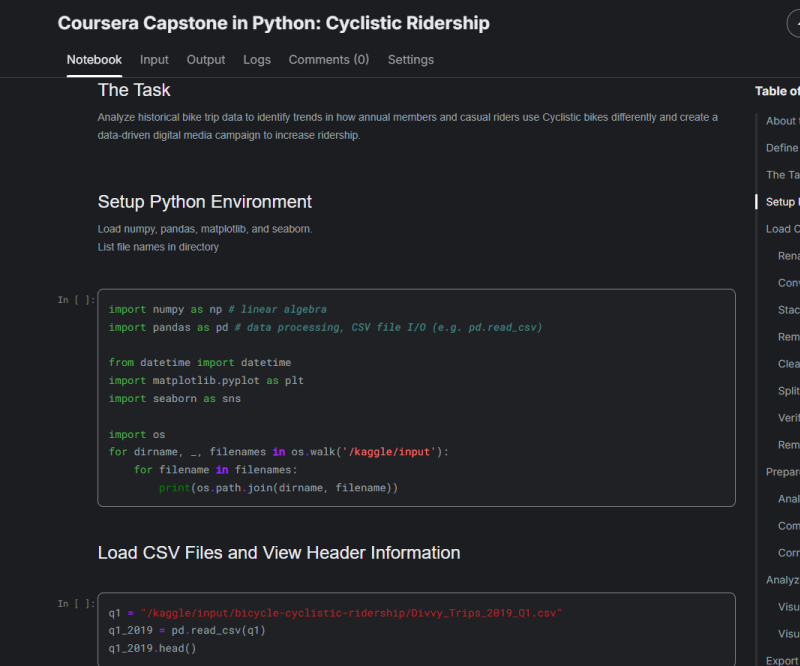 Coursera Capstone in Python: Cyclistic Ridership
Notebook Input Output Logs Comments (0) Settings
The Task
Analyze historical bike trip data to identify trends in how annual members and casual riders use Cyclistic bikes differently and create a
data-driven digital media campaign to increase ridership.
Setup Python Environment
Load numpy, pandas, matplotlib, and seaborn.
List file names in directory
In [ ]:
import numpy as np # linear algebra
import pandas as pd # data processing, CSV file I/O (e.g. pd.read_csv)
from datetime import datetime
import matplotlib.pyplot as plt
import seaborn as sns
import os
for dirname, _, filenames in os.walk('/kaggle/input'):
    for filename in filenames:
        print(os.path.join(dirname, filename))
Load CSV Files and View Header Information
In [ ]:
q1 = "/kaggle/input/bicycle-cyclistic-ridership/Divvy_Trips_2019_Q1.csv"
q1_2019 = pd.read_csv(q1)
q1_2019.head()
Table of
About
Define
The Ta
Setup
Load C
Rena
Conv
Stac
Rem
Clea
Split
Verif
Rem
Prepar
Anal
Com
Corr
Analyz
Visu
Visu
Export